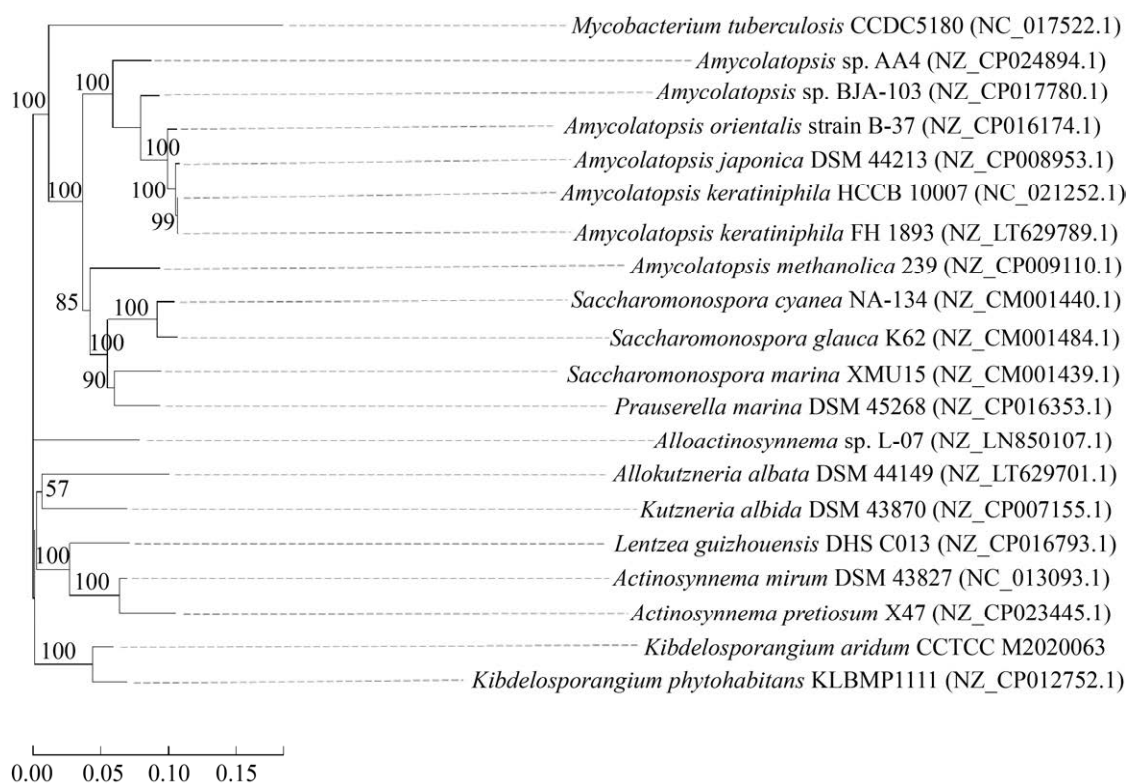 Mycobacterium tuberculosis CCDC5180 (NC_017522.1)
100 Amycolatopsis sp. AA4 (NZ_CP024894.1)
100 Amycolatopsis sp. BJA-103 (NZ_CP017780.1)
Amycolatopsis orientalis strain B-37 (NZ_CP016174.1)
100 Amycolatopsis japonica DSM 44213 (NZ_CP008953.1)
100 100 Amycolatopsis keratiniphila HCCB 10007 (NC_021252.1)
99 Amycolatopsis keratiniphila FH 1893 (NZ_LT629789.1)
Amycolatopsis methanolica 239 (NZ_CP009110.1)
85 100 Saccharomonospora cyanea NA-134 (NZ_CM001440.1)
100 Saccharomonospora glauca K62 (NZ_CM001484.1)
90 Saccharomonospora marina XMU15 (NZ_CM001439.1)
Prauserella marina DSM 45268 (NZ_CP016353.1)
Alloactinosynnema sp. L-07 (NZ_LN850107.1)
57 Allokutzneria albata DSM 44149 (NZ_LT629701.1)
Kutzneria albida DSM 43870 (NZ_CP007155.1)
100 Lentzea guizhouensis DHS C013 (NZ_CP016793.1)
100 Actinosynnema mirum DSM 43827 (NC_013093.1)
Actinosynnema pretiosum X47 (NZ_CP023445.1)
100 Kibdelosporangium aridum CCTCC M2020063
Kibdelosporangium phytohabitans KLBMP1111 (NZ_CP012752.1)
0.00 0.05 0.10 0.15